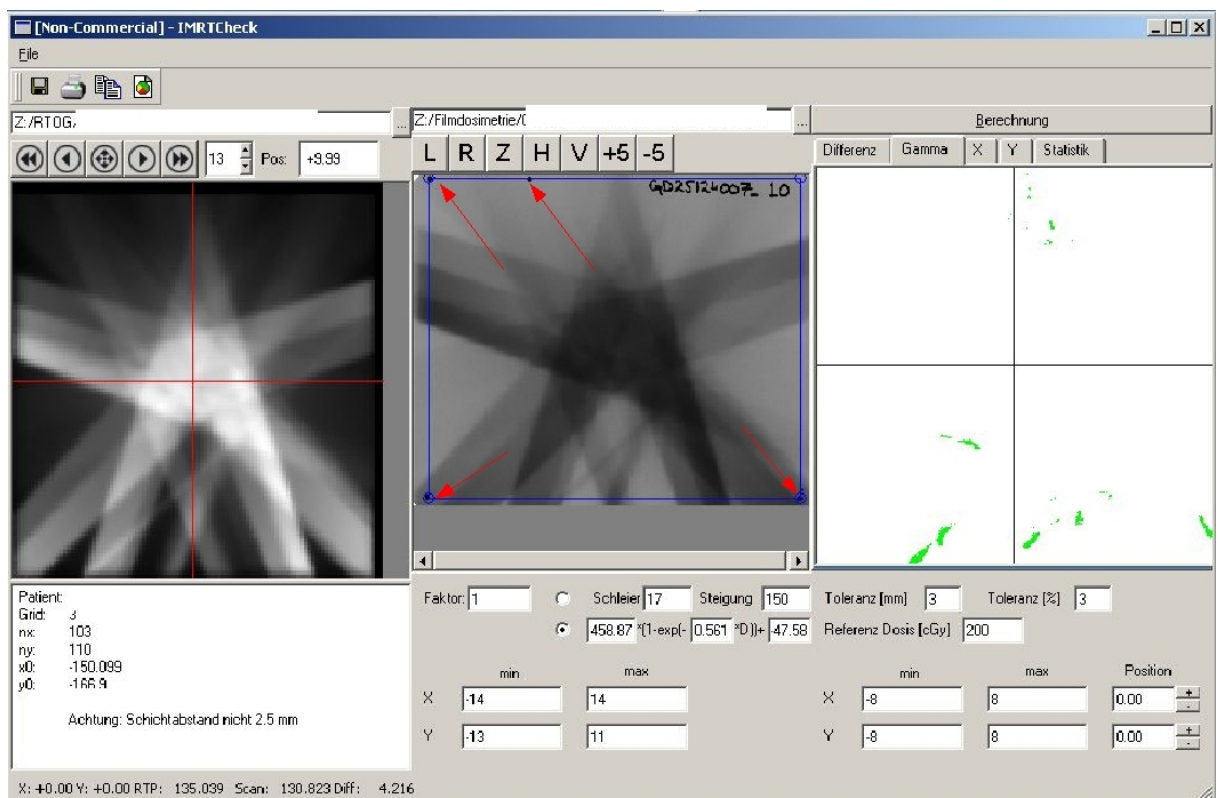 [Non-Commercial] - IMRTCheck
File
Z:/RTOG/
...
13 Pos: +9.99
Z:/Filmdosimetrie/
...
L R Z H V +5 -5
GD25124007_ 10
Berechnung
Differenz Gamma X Y Statistik
Patient:
Grid: 3
nx: 103
ny: 110
x0: -150.099
y0: -166.9
Achtung: Schichtabstand nicht 2.5 mm
Faktor: 1 Schleier 17 Steigung 150
458.87 *(1-exp(- 0.561 *D))+ -47.58
min max
X -14 14
Y -13 11
Toleranz [mm] 3 Toleranz [%] 3
Referenz Dosis [cGy] 200
min max Position
X -8 8 0.00 + -
Y -8 8 0.00 + -
X: +0.00 Y: +0.00 RTP: 135.039 Scan: 130.823 Diff: 4.216